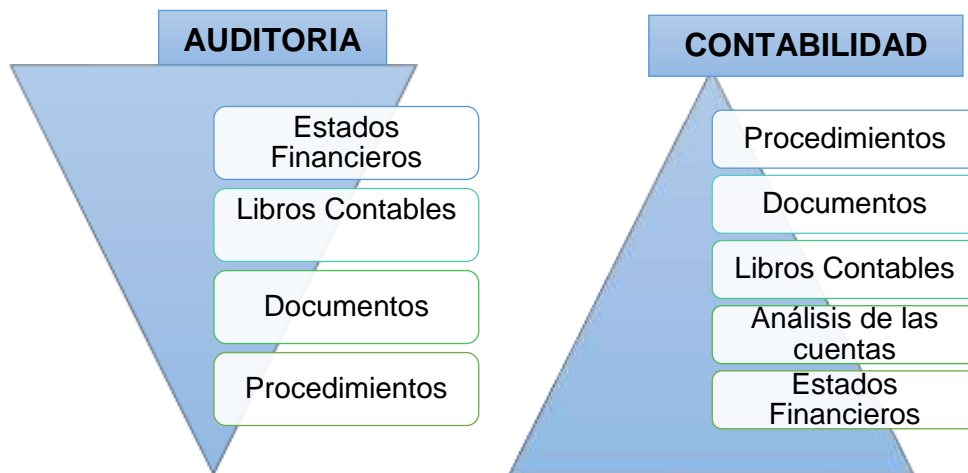 AUDITORIA
Estados
Financieros
Libros Contables
Documentos
Procedimientos
CONTABILIDAD
Procedimientos
Documentos
Libros Contables
Análisis de las
cuentas
Estados
Financieros